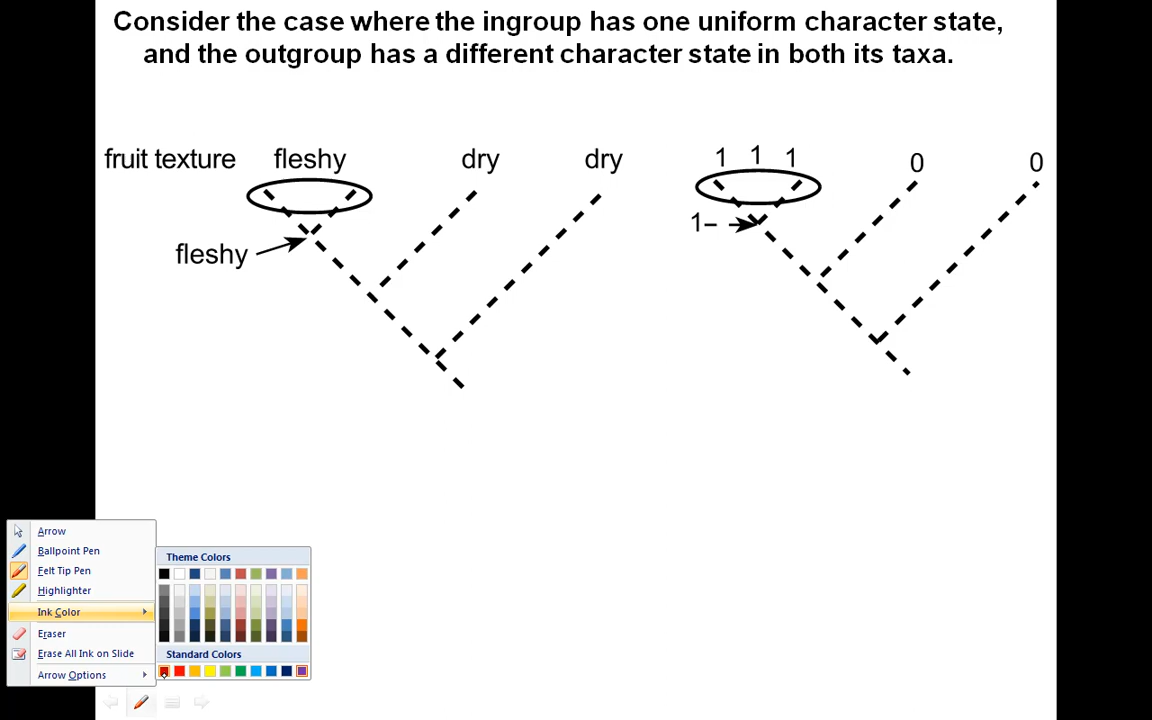 Consider the case where the ingroup has one uniform character state,
and the outgroup has a different character state in both its taxa.
fruit texture fleshy dry dry
fleshy
1 1 1 0 0
1–
Arrow
Ballpoint Pen
Felt Tip Pen
Highlighter
Ink Color
Eraser
Erase All Ink on Slide
Arrow Options
Theme Colors
Standard Colors